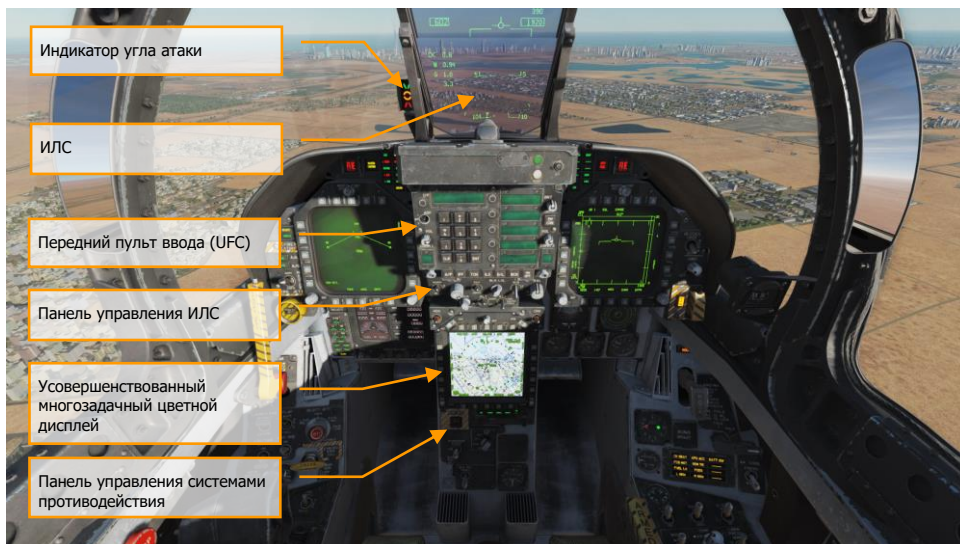 Индикатор угла атаки
ИЛС
Передний пульт ввода (UFC)
Панель управления ИЛС
Усовершенствованный
многозадачный цветной
дисплей
Панель управления системами
противодействия